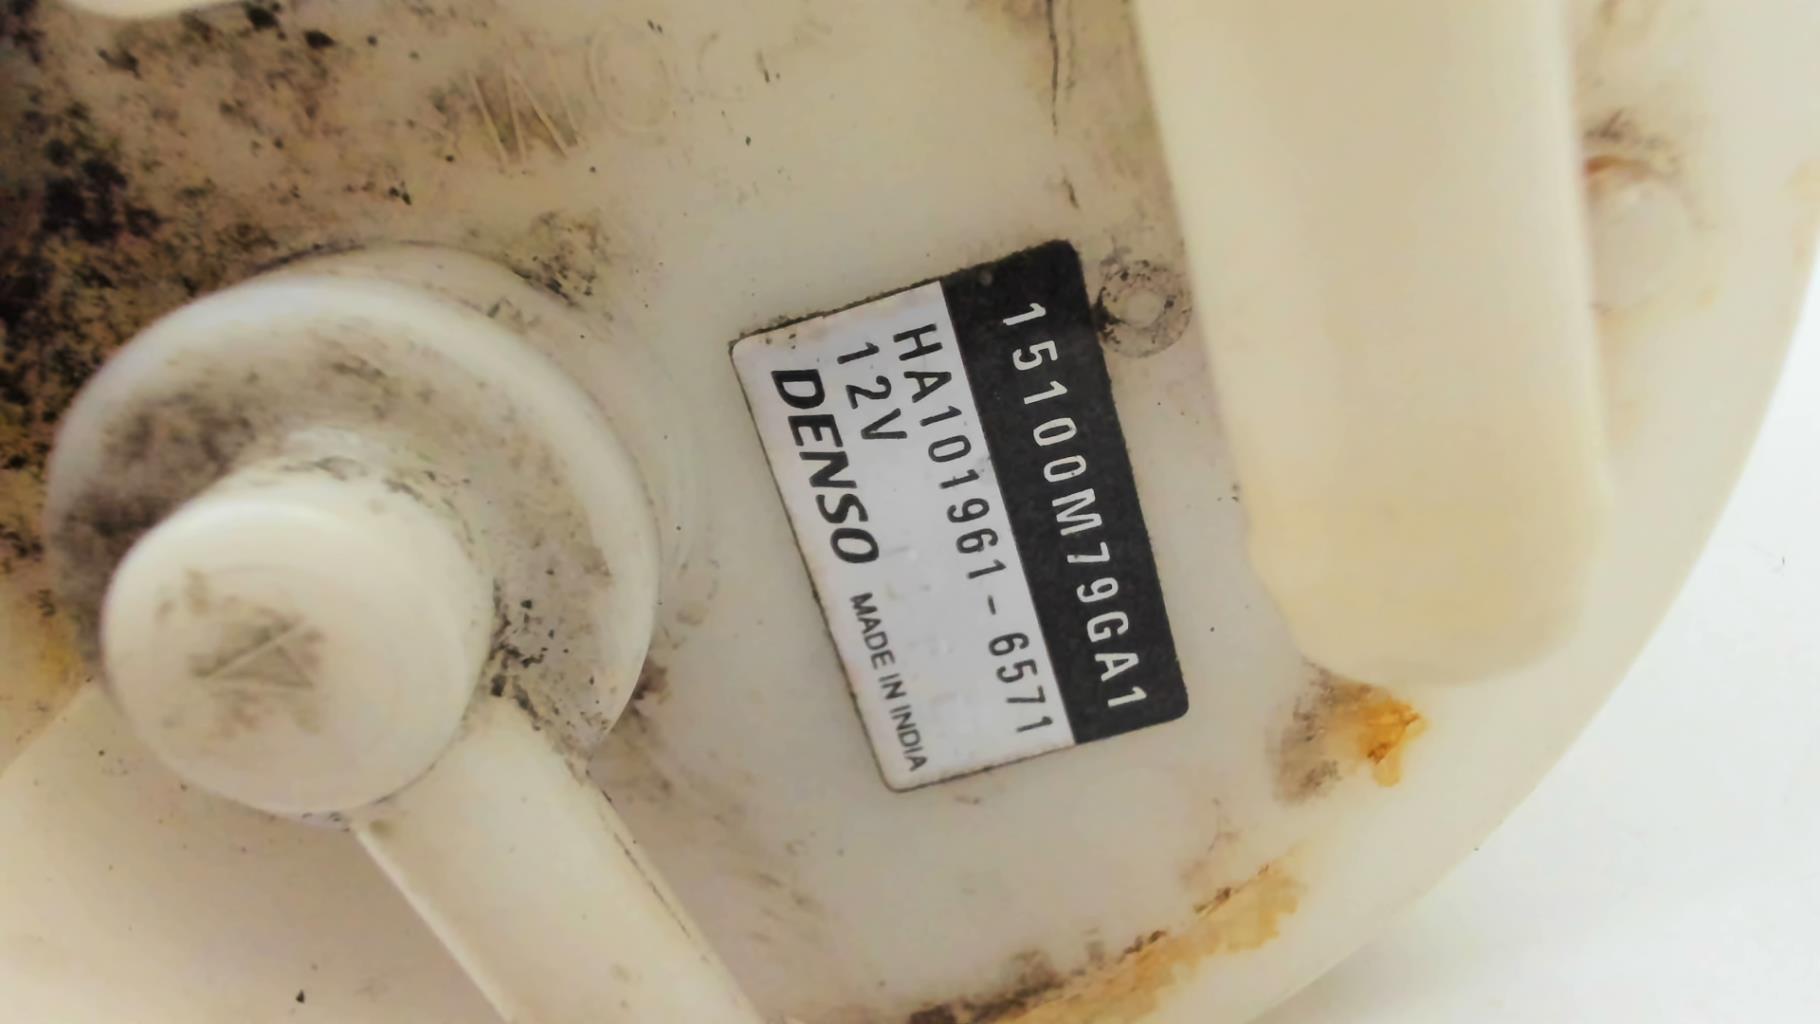 15100M79GA1
HA101961-6571
12V
DENSO MADE IN INDIA